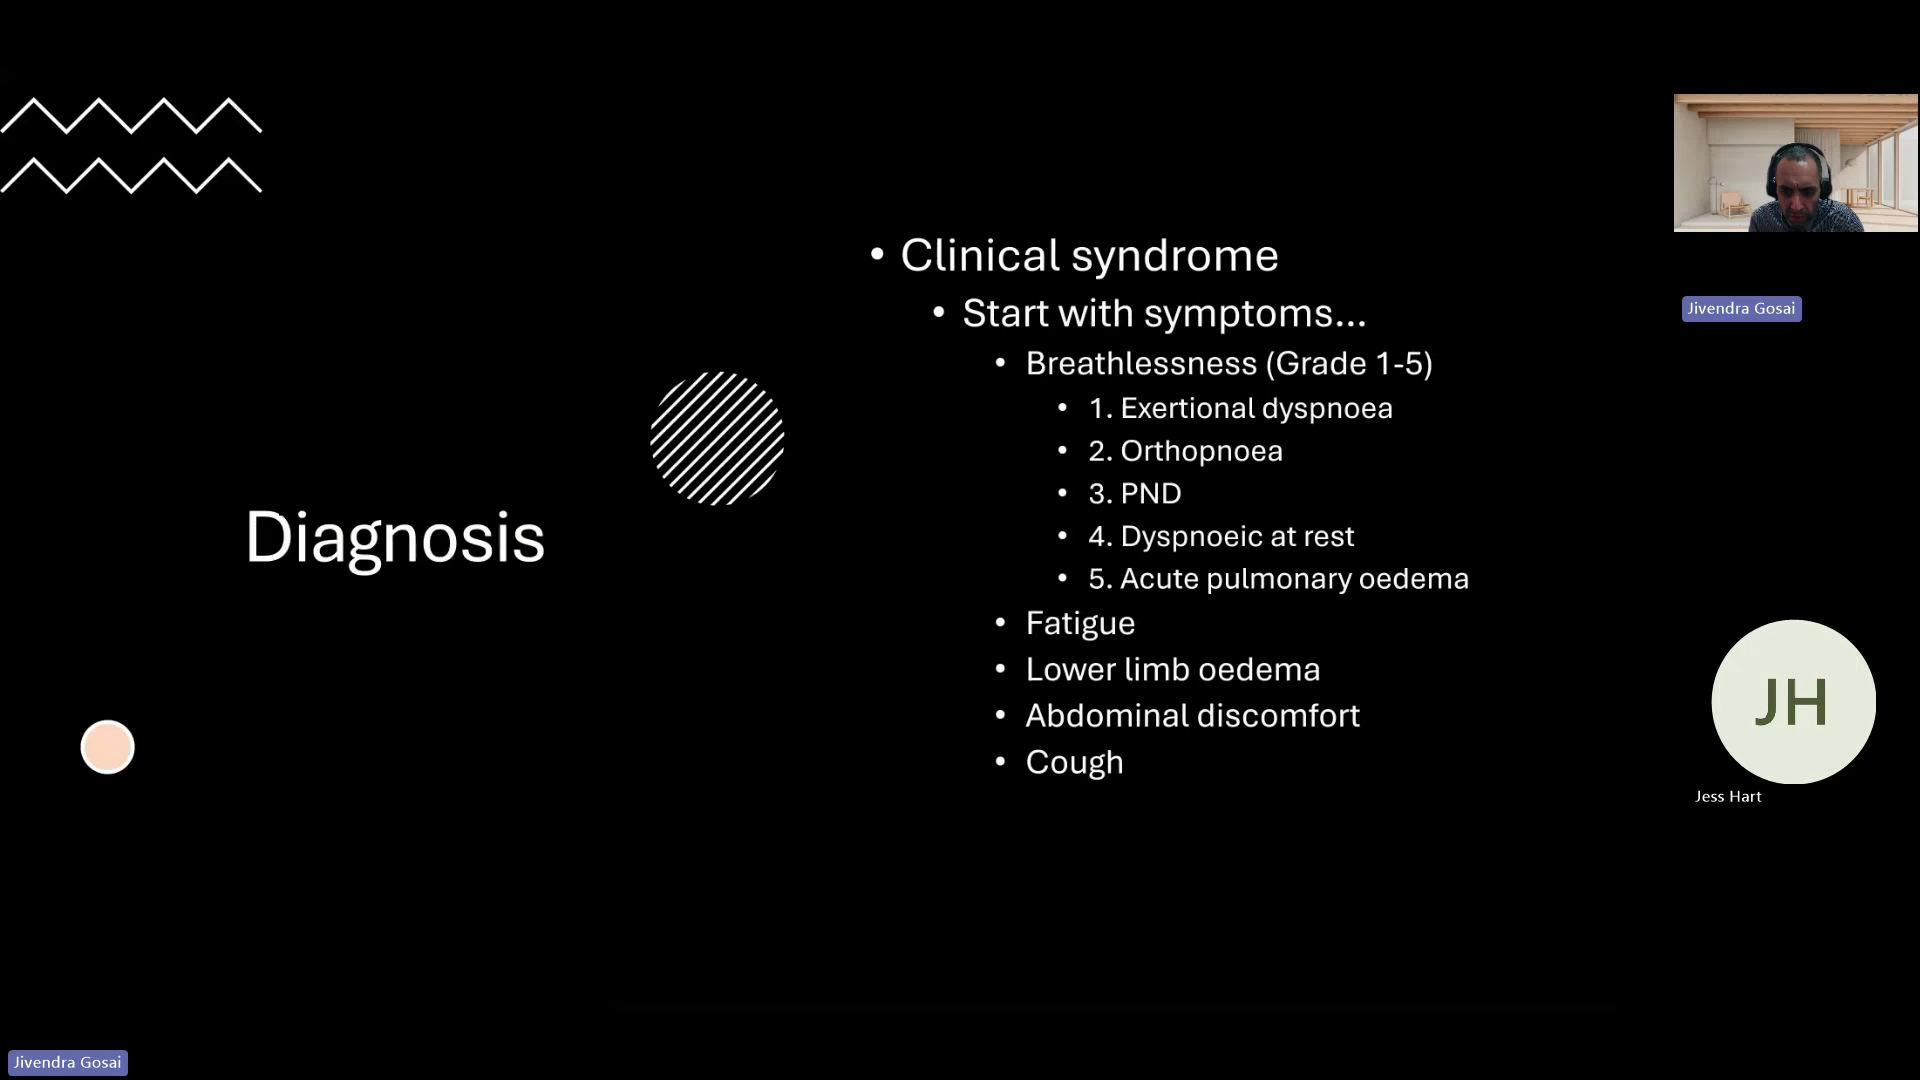 Diagnosis
• Clinical syndrome
• Start with symptoms...
• Breathlessness (Grade 1-5)
• 1. Exertional dyspnoea
• 2. Orthopnoea
• 3. PND
• 4. Dyspnoeic at rest
• 5. Acute pulmonary oedema
• Fatigue
• Lower limb oedema
• Abdominal discomfort
• Cough
Jivendra Gosai
JH
Jess Hart
Jivendra Gosai